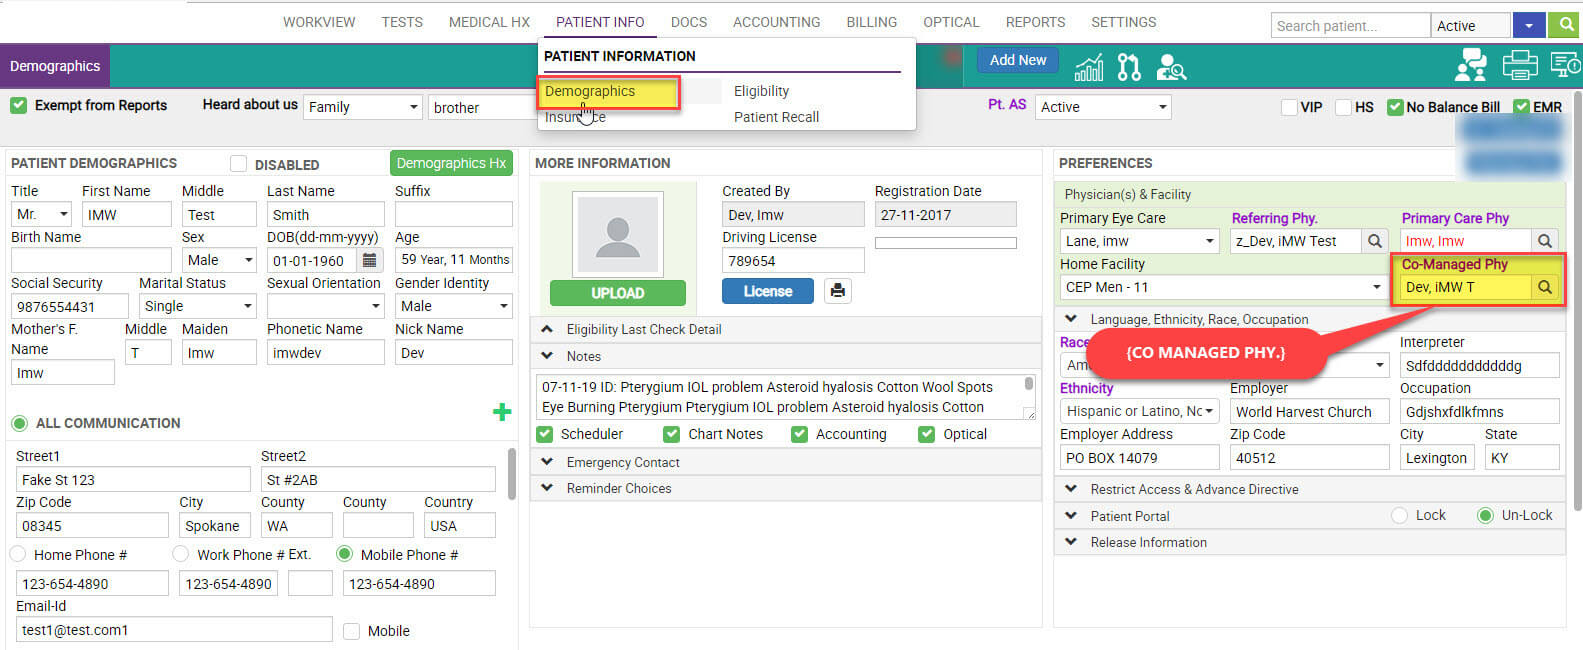 WORKVIEW TESTS MEDICAL HX PATIENT INFO DOCS ACCOUNTING BILLING OPTICAL REPORTS SETTINGS
Search patient... Active
PATIENT INFORMATION
Demographics Eligibility
Insurance Patient Recall
Demographics Add New
Exempt from Reports Heard about us Family brother Pt. AS Active VIP HS No Balance Bill EMR
PATIENT DEMOGRAPHICS DISABLED Demographics Hx
Title First Name Middle Last Name Suffix
Mr. IMW Test Smith
Birth Name Sex DOB(dd-mm-yyyy) Age
Male 01-01-1960 59 Year, 11 Months
Social Security Marital Status Sexual Orientation Gender Identity
9876554431 Single Male
Mother's F. Name Middle Maiden Phonetic Name Nick Name
Imw T Imw imwdev Dev
ALL COMMUNICATION
Street1 Street2
Fake St 123 St #2AB
Zip Code City County County Country
08345 Spokane WA USA
Home Phone # Work Phone # Ext. Mobile Phone #
123-654-4890 123-654-4890 123-654-4890
Email-Id
test1@test.com1 Mobile
MORE INFORMATION
Created By Registration Date
Dev, Imw 27-11-2017
Driving License
789654
UPLOAD License
Eligibility Last Check Detail
Notes
07-11-19 ID: Pterygium IOL problem Asteroid hyalosis Cotton Wool Spots
Eye Burning Pterygium Pterygium IOL problem Asteroid hyalosis Cotton
Scheduler Chart Notes Accounting Optical
Emergency Contact
Reminder Choices
PREFERENCES
Physician(s) & Facility
Primary Eye Care Referring Phy. Primary Care Phy
Lane, imw z_Dev, iMW Test Imw, Imw
Home Facility Co-Managed Phy
CEP Men - 11 Dev, iMW T
Language, Ethnicity, Race, Occupation
{CO MANAGED PHY.}
Race Interpreter
Am Sdfdddddddddddg
Ethnicity Employer Occupation
Hispanic or Latino, Nc World Harvest Church Gdjshxfdlkfmns
Employer Address Zip Code City State
PO BOX 14079 40512 Lexington KY
Restrict Access & Advance Directive
Patient Portal Lock Un-Lock
Release Information